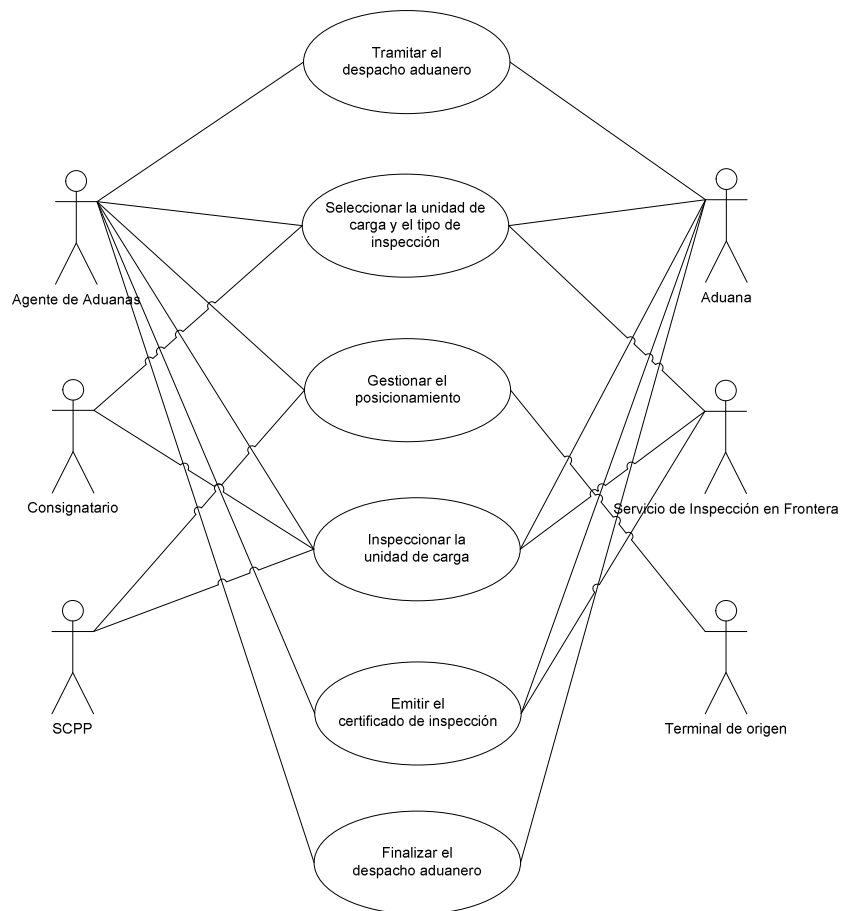 Tramitar el
despacho aduanero
Seleccionar la unidad de
carga y el tipo de
inspección
Agente de Aduanas
Aduana
Gestionar el
posicionamiento
Consignatario
Servicio de Inspección en Frontera
Inspeccionar la
unidad de carga
SCPP
Terminal de origen
Emitir el
certificado de inspección
Finalizar el
despacho aduanero